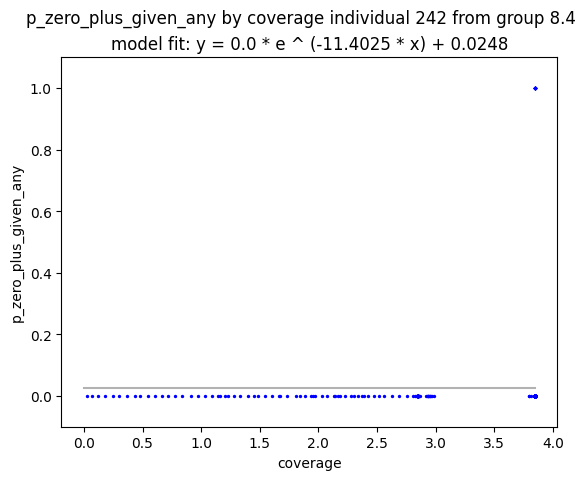 p_zero_plus_given_any by coverage individual 242 from group 8.4
model fit: y = 0.0 * e ^ (-11.4025 * x) + 0.0248
p_zero_plus_given_any
1.0
0.8
0.6
0.4
0.2
0.0
0.0 0.5 1.0 1.5 2.0 2.5 3.0 3.5 4.0
coverage